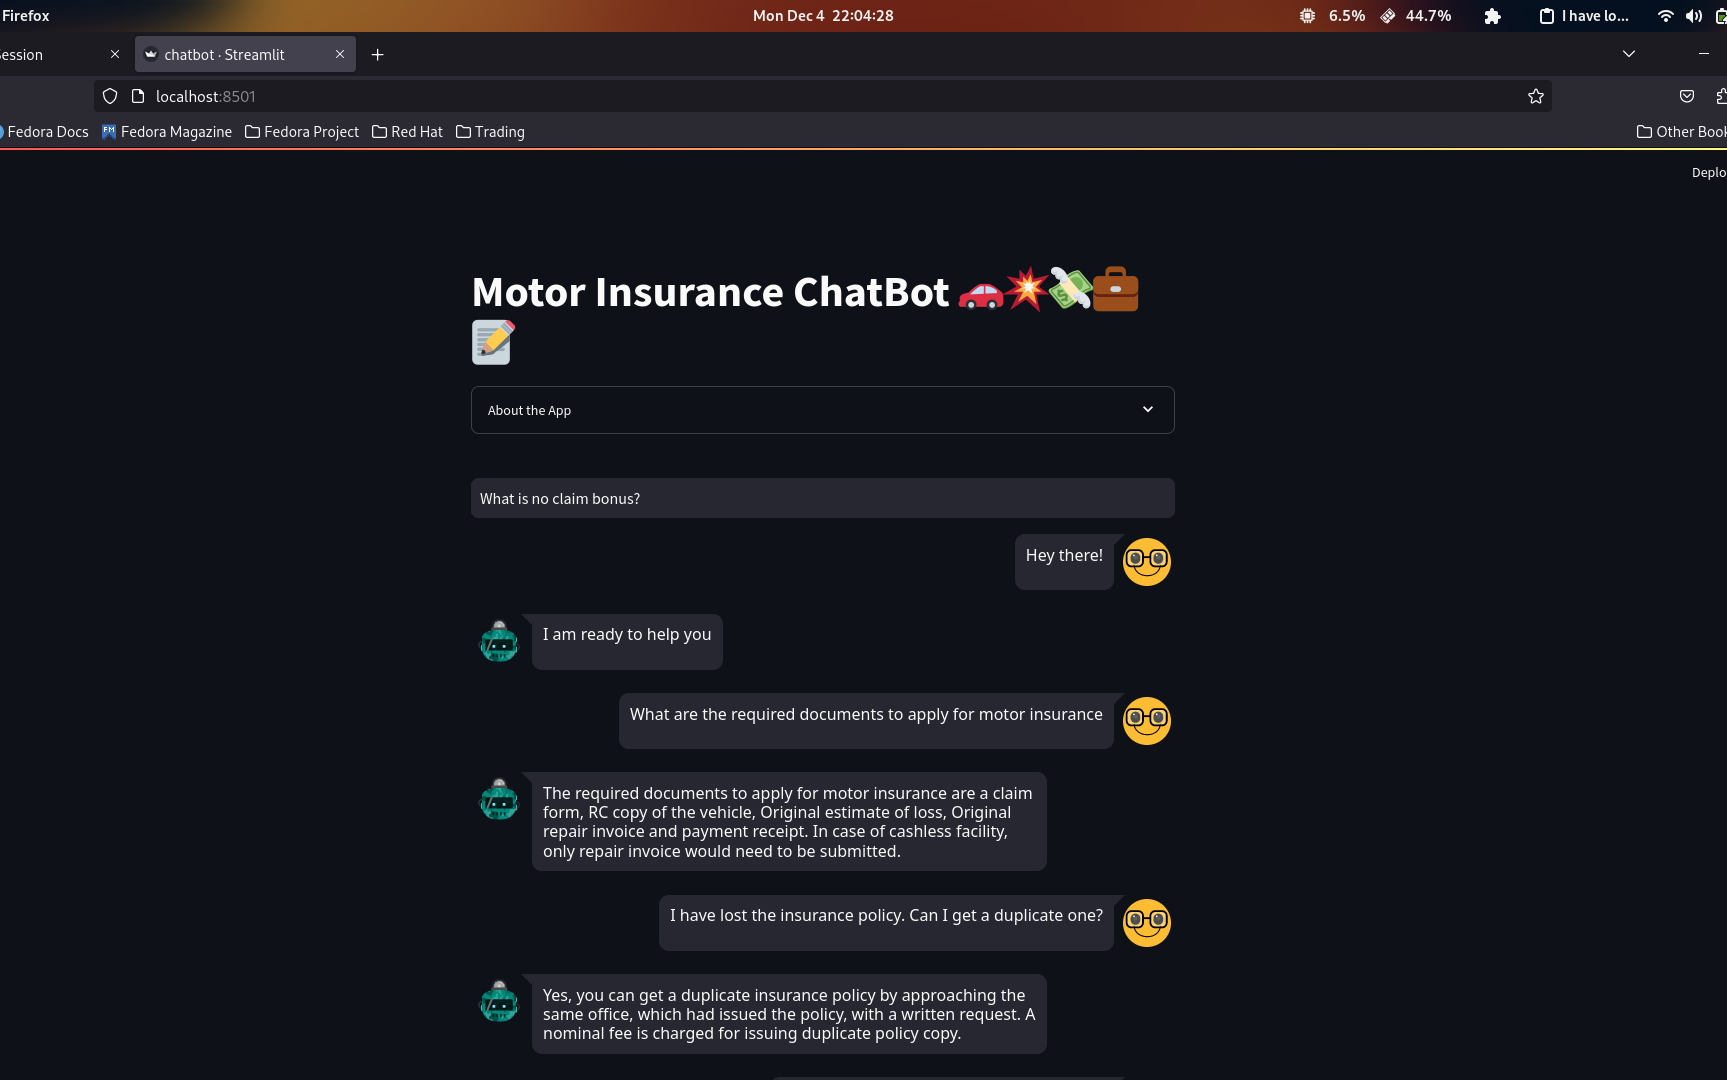 Firefox
Mon Dec 4 22:04:28
6.5%
44.7%
I have lo...
ession
chatbot · Streamlit
localhost:8501
Fedora Docs
FM
Fedora Magazine
Fedora Project
Red Hat
Trading
Other Book
Deplo
Motor Insurance ChatBot
About the App
What is no claim bonus?
Hey there!
I am ready to help you
What are the required documents to apply for motor insurance
The required documents to apply for motor insurance are a claim
form, RC copy of the vehicle, Original estimate of loss, Original
repair invoice and payment receipt. In case of cashless facility,
only repair invoice would need to be submitted.
I have lost the insurance policy. Can I get a duplicate one?
Yes, you can get a duplicate insurance policy by approaching the
same office, which had issued the policy, with a written request. A
nominal fee is charged for issuing duplicate policy copy.